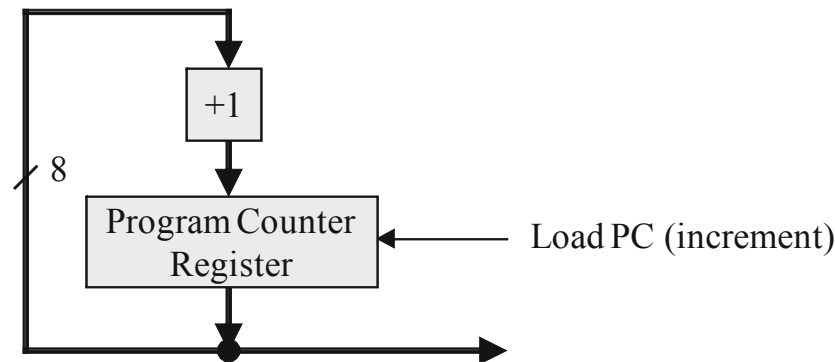 +1
8
Program Counter
Register
Load PC (increment)